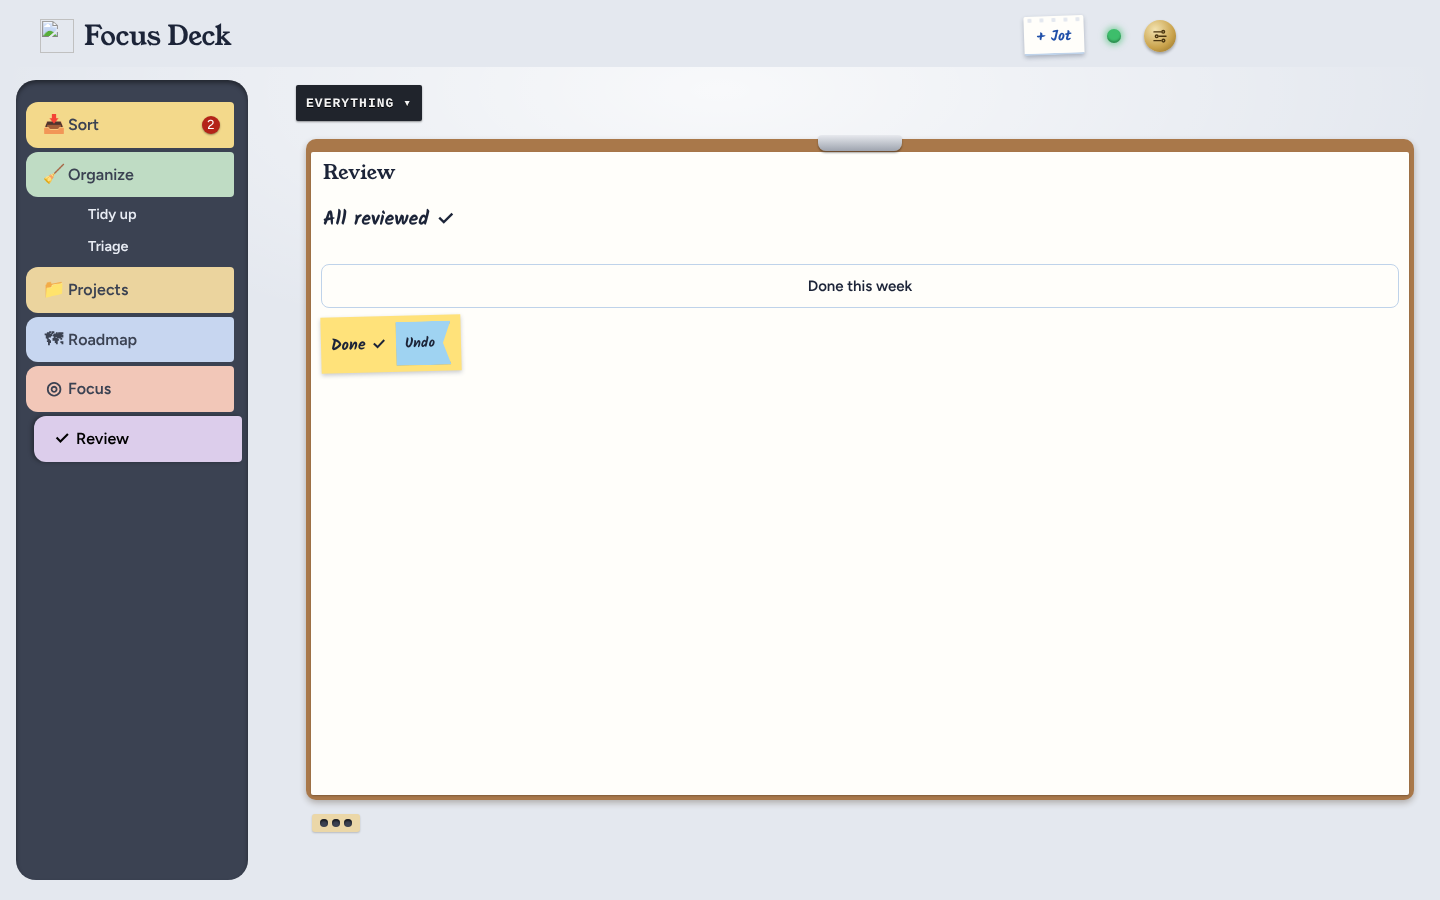 Focus Deck
+ Jot
Sort 2
Organize
Tidy up
Triage
Projects
Roadmap
Focus
Review
EVERYTHING ▾
Review
All reviewed ✓
Done this week
Done ✓ Undo